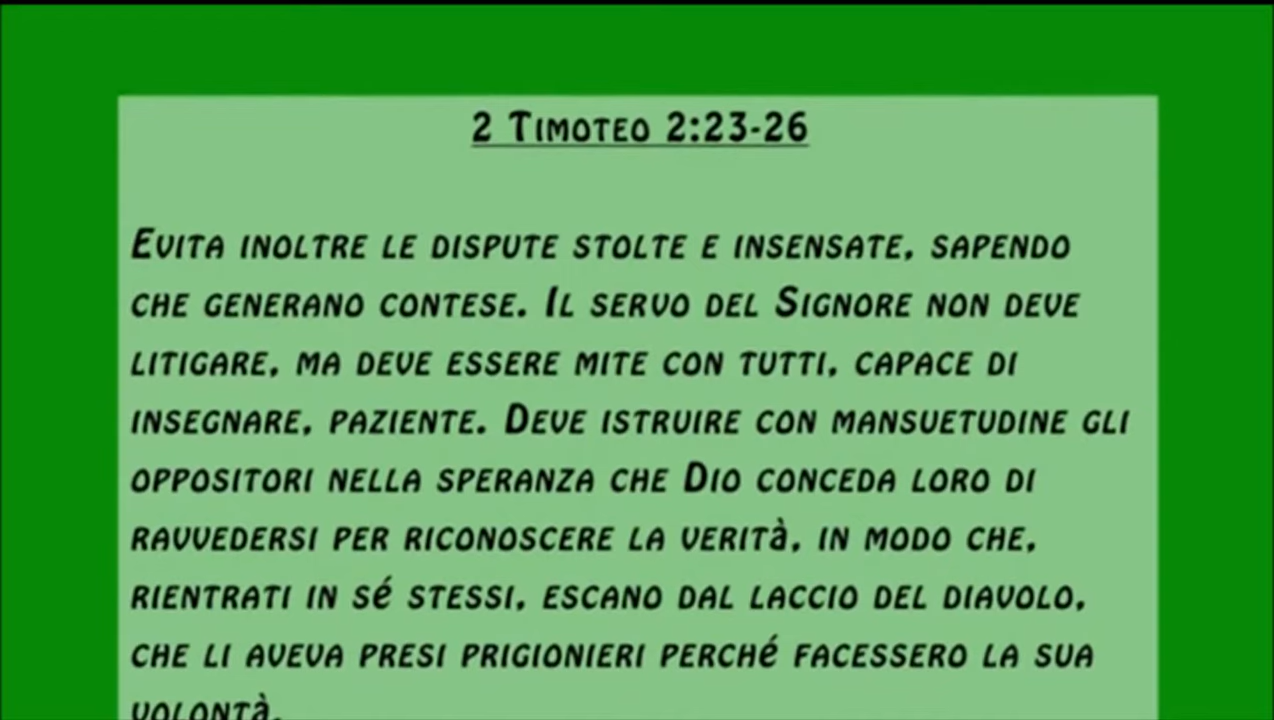 2 Timoteo 2:23-26
Evita inoltre le dispute stolte e insensate, sapendo
che generano contese. Il servo del Signore non deve
litigare, ma deve essere mite con tutti, capace di
insegnare, paziente. Deve istruire con mansuetudine gli
oppositori nella speranza che Dio conceda loro di
ravvedersi per riconoscere la verità, in modo che,
rientrati in sé stessi, escano dal laccio del diavolo,
che li aveva presi prigionieri perché facessero la sua
volontà.